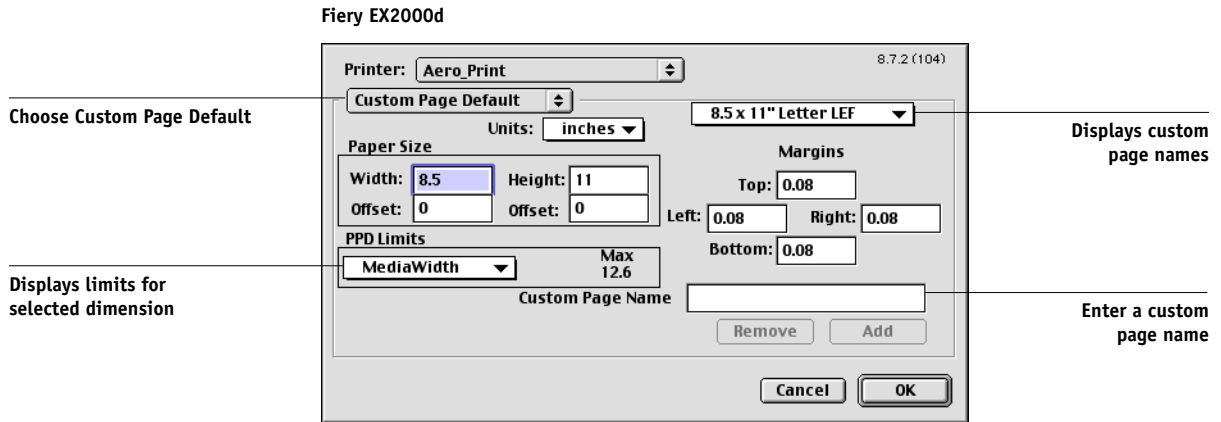 Fiery EX2000d
8.7.2 (104)
Printer: Aero_Print
Custom Page Default
8.5 x 11" Letter LEF
Choose Custom Page Default
Units: inches
Displays custom
page names
Paper Size
Margins
Width: 8.5 Height: 11
Top: 0.08
Offset: 0 Offset: 0
Left: 0.08 Right: 0.08
PPD Limits
Bottom: 0.08
MediaWidth
Max
12.6
Displays limits for
selected dimension
Custom Page Name
Enter a custom
page name
Remove Add
Cancel OK